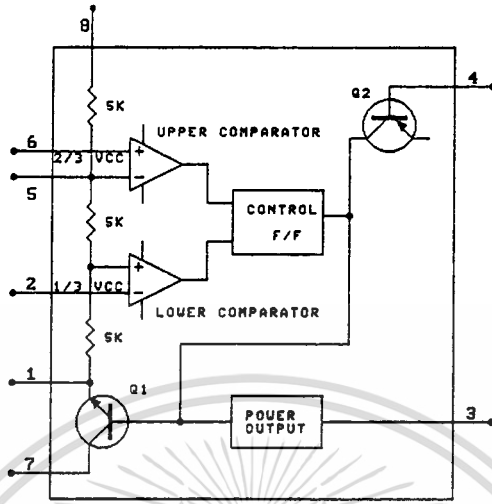 8
5K
Q2
4
6
UPPER COMPARATOR
2/3 VCC
+
-
5
CONTROL
F/F
5K
+
-
2
1/3 VCC
LOWER COMPARATOR
5K
1
Q1
POWER
OUTPUT
3
7